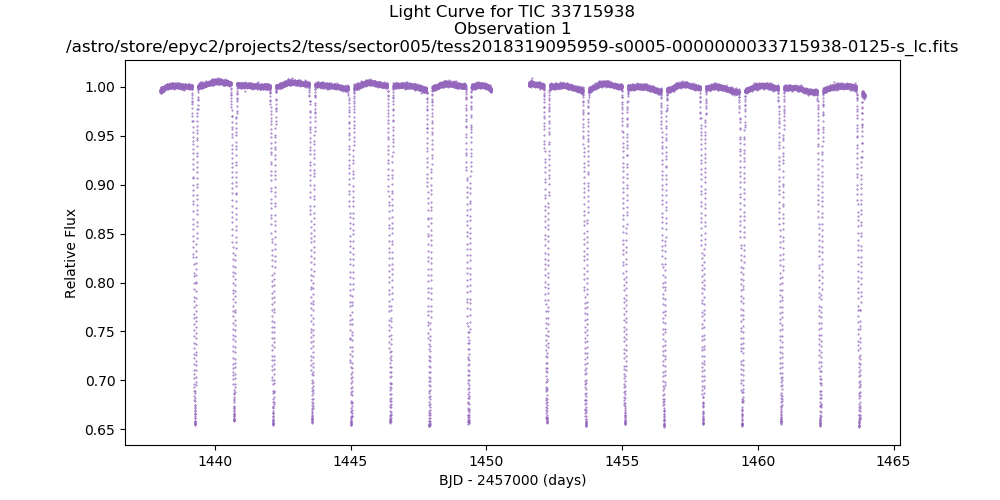 Light Curve for TIC 33715938
Observation 1
/astro/store/epyc2/projects2/tess/sector005/tess2018319095959-s0005-0000000033715938-0125-s_lc.fits
1.00
0.95
0.90
0.85
0.80
0.75
0.70
0.65
Relative Flux
1440
1445
1450
1455
1460
1465
BJD - 2457000 (days)